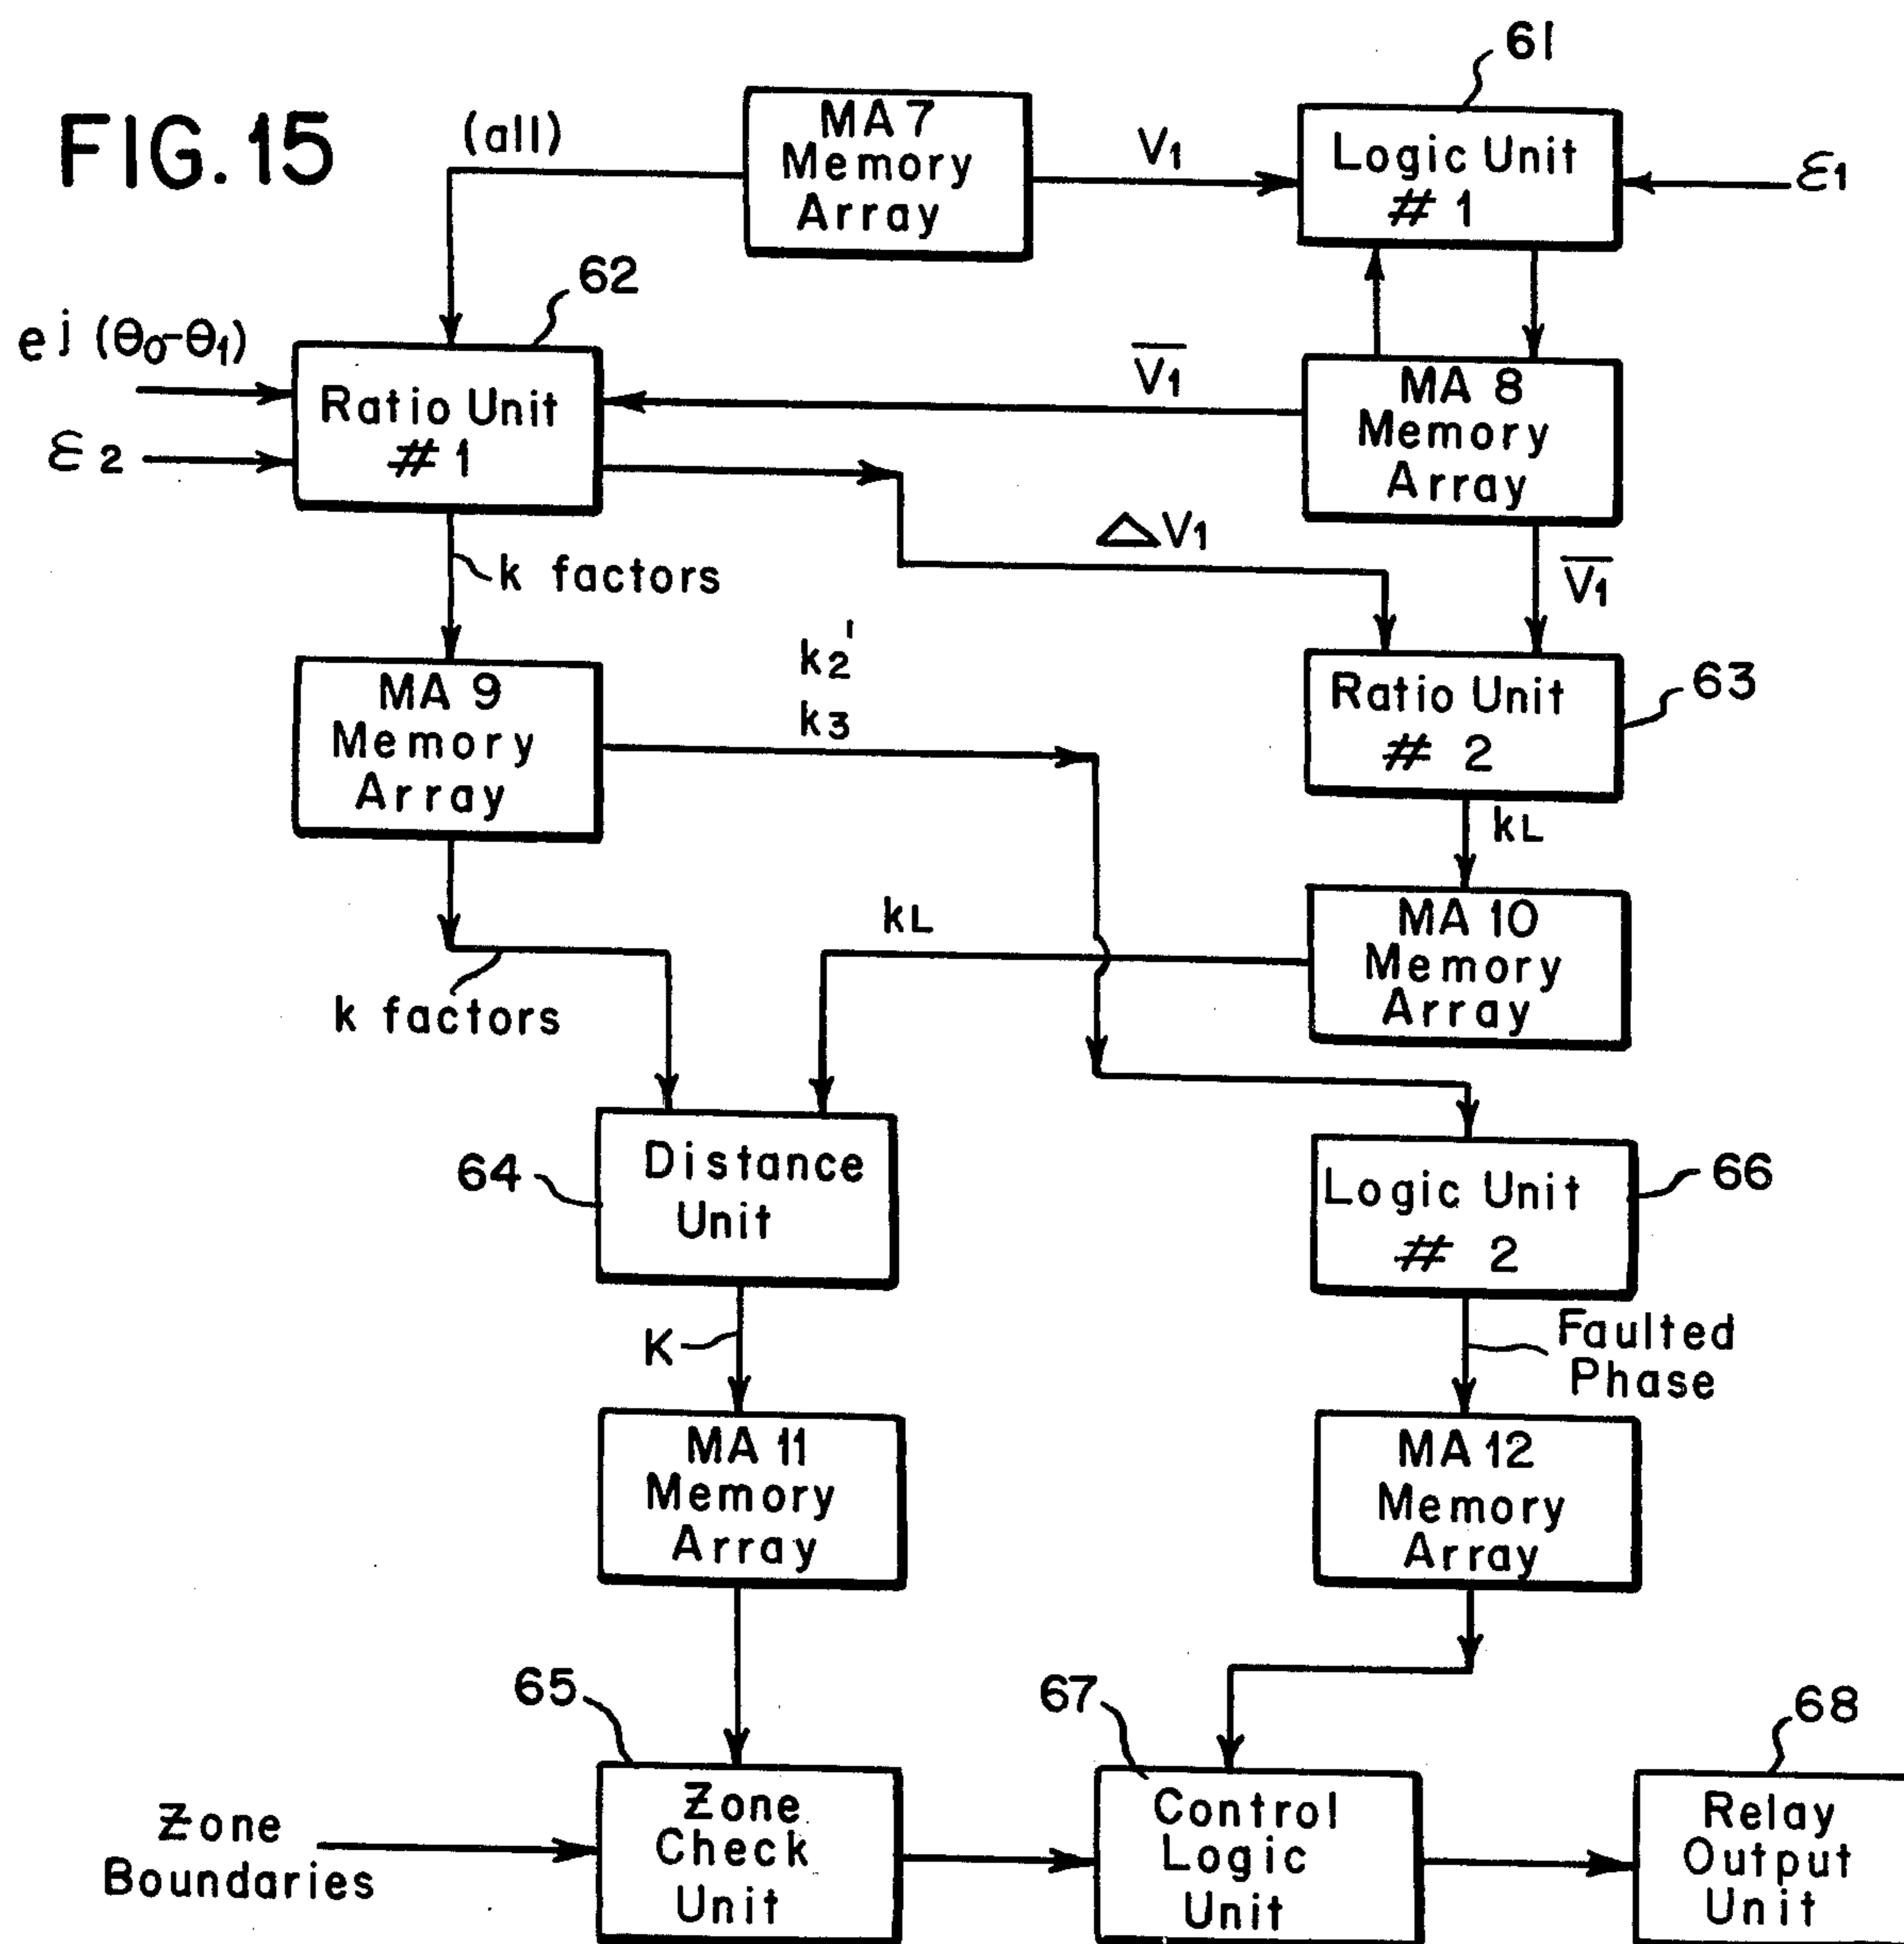 FIG. 15
(all)
MA 7
Memory
Array
V1
61
Logic Unit
# 1
ε1
62
ej (θ0-θ1)
ε2
Ratio Unit
# 1
V̅1̅
MA 8
Memory
Array
ΔV1
V̅1̅
k factors
MA 9
Memory
Array
k2'
k3
Ratio Unit
# 2
63
kL
MA 10
Memory
Array
kL
k factors
64
Distance
Unit
Logic Unit
# 2
66
K
Faulted
Phase
MA 11
Memory
Array
MA 12
Memory
Array
65
67
68
Zone
Boundaries
Zone
Check
Unit
Control
Logic
Unit
Relay
Output
Unit